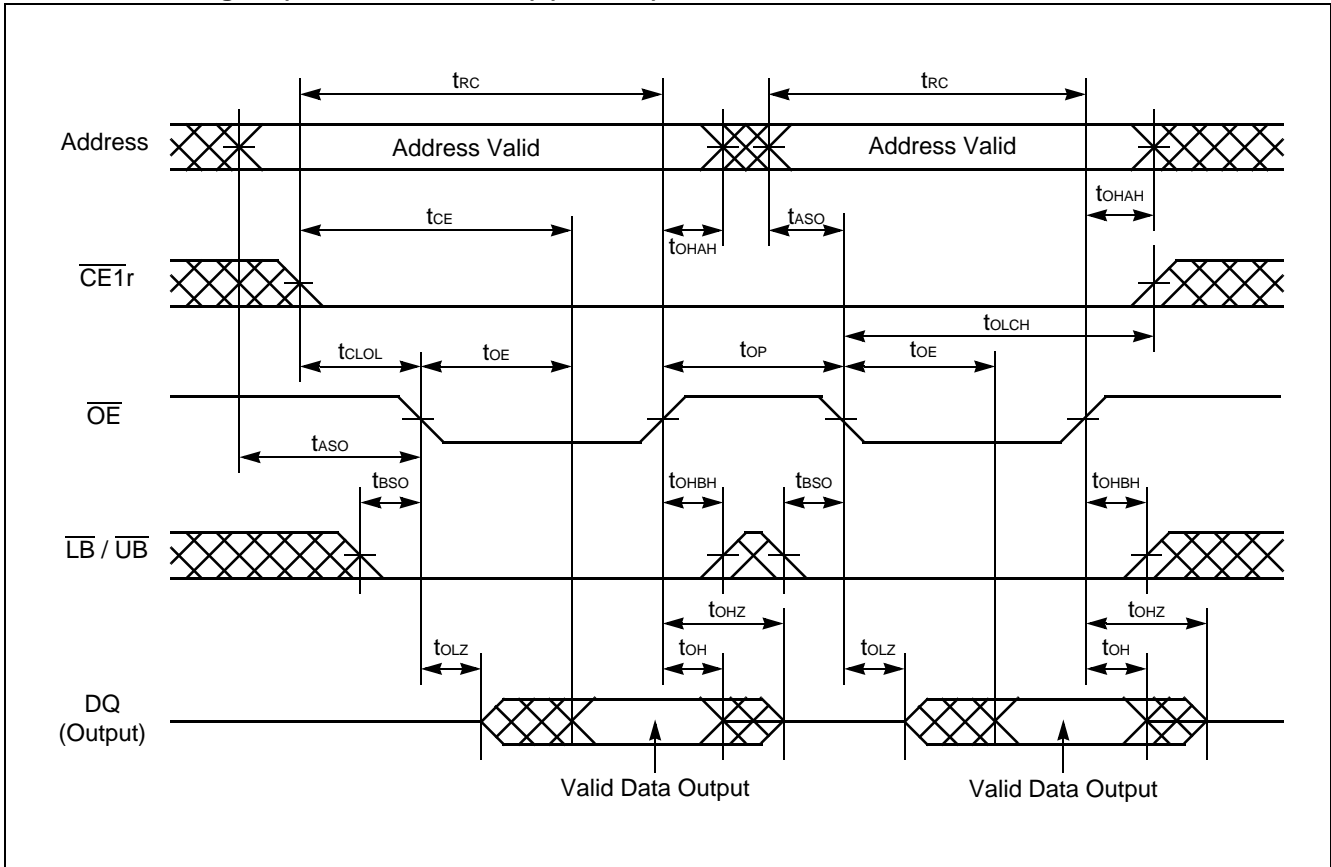 tRC tRC
Address Address Valid Address Valid
tOHAH
tCE tASO
tOHAH
CE1r
tOLCH
tCLOL tOE tOP tOE
OE
tASO
tBSO tOHBH tBSO tOHBH
LB / UB
tOHZ tOHZ
tOLZ tOH tOLZ tOH
DQ
(Output)
Valid Data Output Valid Data Output